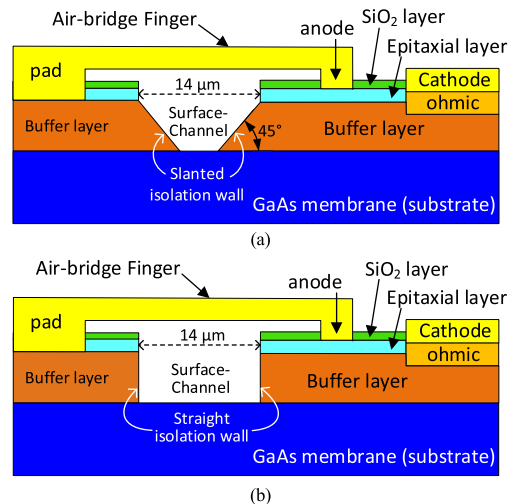 Air-bridge Finger
anode
SiO₂ layer
Epitaxial layer
pad
14 µm
Cathode
ohmic
Surface-
Channel
Buffer layer
45°
Buffer layer
Slanted
isolation wall
GaAs membrane (substrate)
(a)
Air-bridge Finger
anode
SiO₂ layer
Epitaxial layer
pad
14 µm
Cathode
ohmic
Surface-
Channel
Buffer layer
Buffer layer
Straight
isolation wall
GaAs membrane (substrate)
(b)